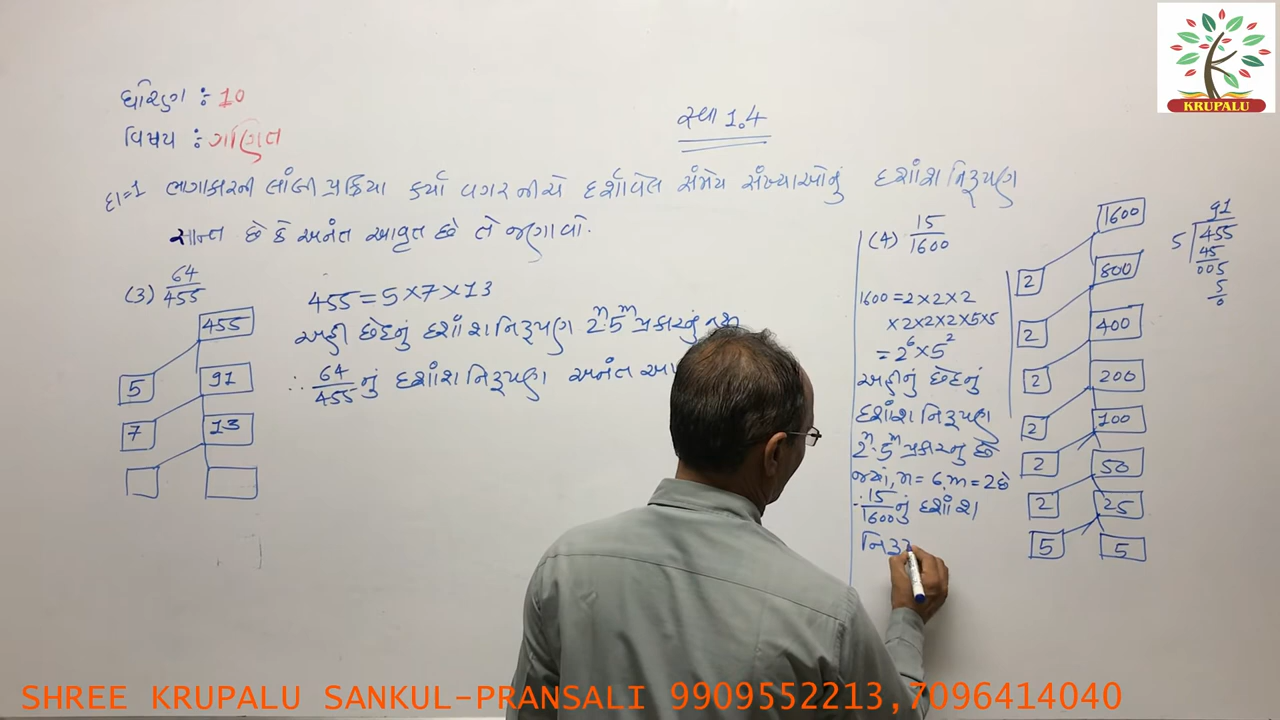 KRUPALU
ધોરણ : 10
વિષય : ગણિત
સ્વા 1.4
દા=1 ભાગાકારની લાંબી પ્રક્રિયા કર્યા વગર નીચે દર્શાવેલ સંમેય સંખ્યાઓનું દશાંશ નિરૂપણ
સાન્ત છે કે અનંત આવૃત છે તે જણાવો.
(3) 64/455
455
5 91
7 13
455 = 5×7×13
અહીં છેદનું દશાંશ નિરૂપણ 2ⁿ·5ᵐ પ્રકારનું
∴ 64/455 નું દશાંશ નિરૂપણ અનંત
(4) 15/1600
1600 = 2×2×2
×2×2×2×5×5
= 2⁶×5²
અહીંનું છેદનું
દશાંશ નિરૂપણ
2ⁿ·5ᵐ પ્રકારનું છે
જ્યાં, n = 6, m = 2 છે
∴ 15/1600 નું દશાંશ
નિરૂ
1600
2 800
2 400
2 200
2 100
2 50
2 25
5 5
91
5 455
45
005
5
0
SHREE KRUPALU SANKUL-PRANSALI 9909552213,7096414040